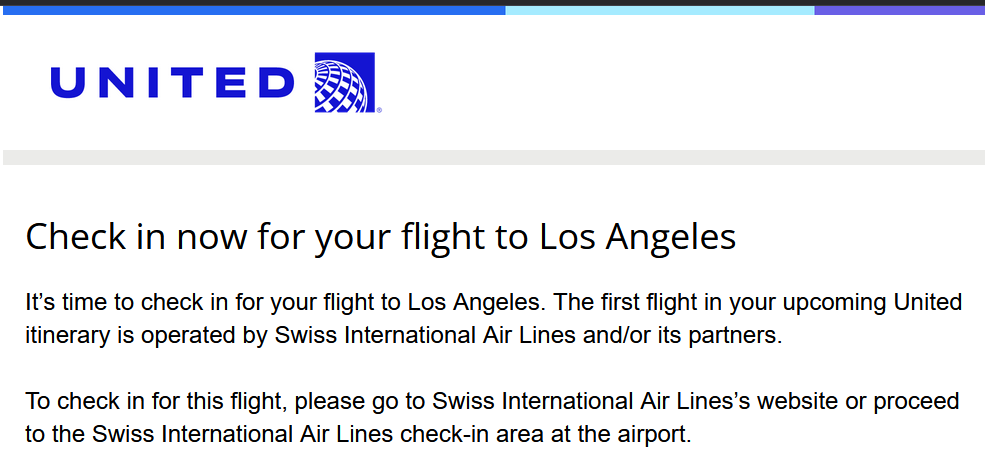 UNITED
Check in now for your flight to Los Angeles
It’s time to check in for your flight to Los Angeles. The first flight in your upcoming United
itinerary is operated by Swiss International Air Lines and/or its partners.
To check in for this flight, please go to Swiss International Air Lines’s website or proceed
to the Swiss International Air Lines check-in area at the airport.